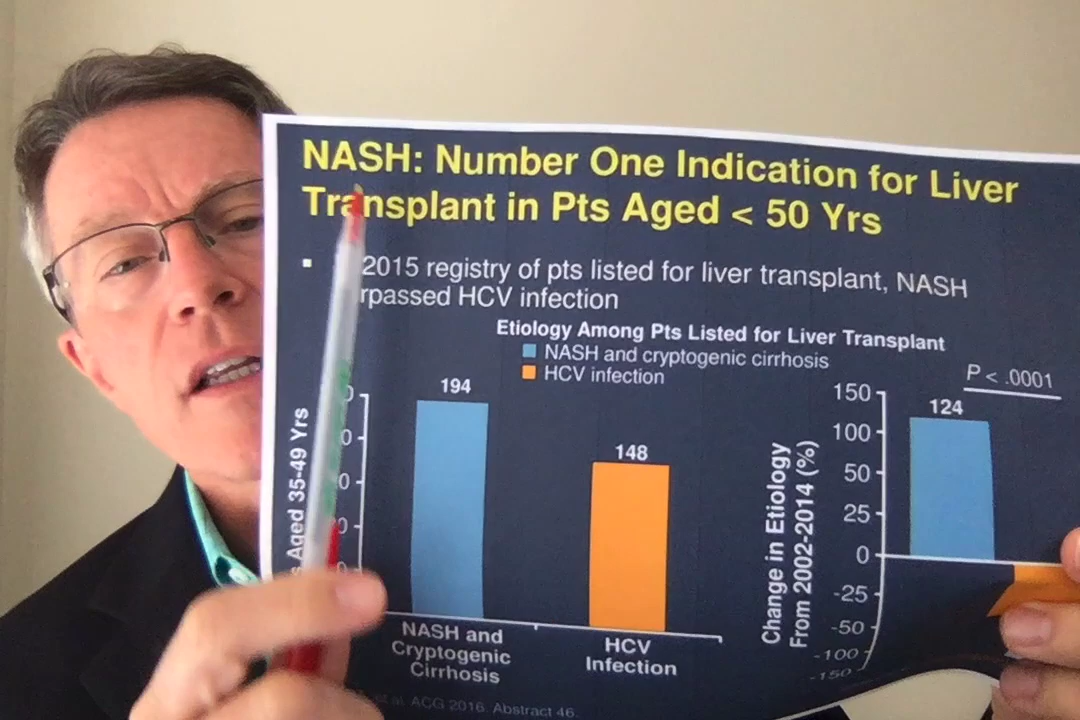 NASH: Number One Indication for Liver
Transplant in Pts Aged < 50 Yrs
▪ 2015 registry of pts listed for liver transplant, NASH
rpassed HCV infection
Etiology Among Pts Listed for Liver Transplant
NASH and cryptogenic cirrhosis
HCV infection
Aged 35-49 Yrs
194
148
NASH and
Cryptogenic
Cirrhosis
HCV
Infection
Change in Etiology
From 2002-2014 (%)
150
100
50
25
0
-25
-50
-100
-150
124
P < .0001
et al. ACG 2016. Abstract 46.